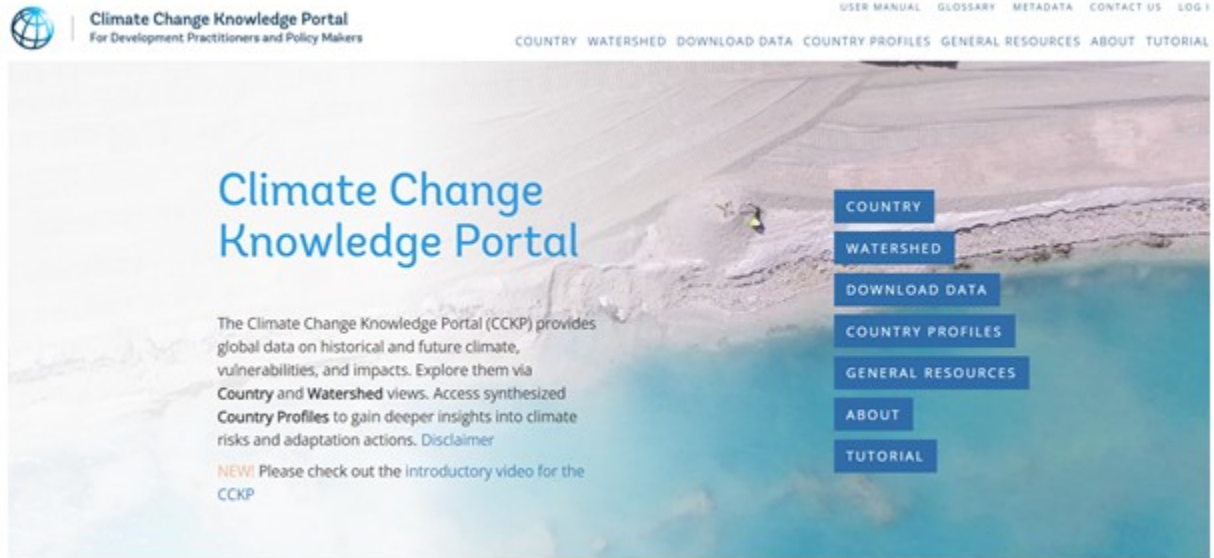 USER MANUAL GLOSSARY METADATA CONTACT US LOG I
Climate Change Knowledge Portal
For Development Practitioners and Policy Makers
COUNTRY WATERSHED DOWNLOAD DATA COUNTRY PROFILES GENERAL RESOURCES ABOUT TUTORIAL
Climate Change
Knowledge Portal
The Climate Change Knowledge Portal (CCKP) provides
global data on historical and future climate,
vulnerabilities, and impacts. Explore them via
Country and Watershed views. Access synthesized
Country Profiles to gain deeper insights into climate
risks and adaptation actions. Disclaimer
NEW! Please check out the introductory video for the
CCKP
COUNTRY
WATERSHED
DOWNLOAD DATA
COUNTRY PROFILES
GENERAL RESOURCES
ABOUT
TUTORIAL